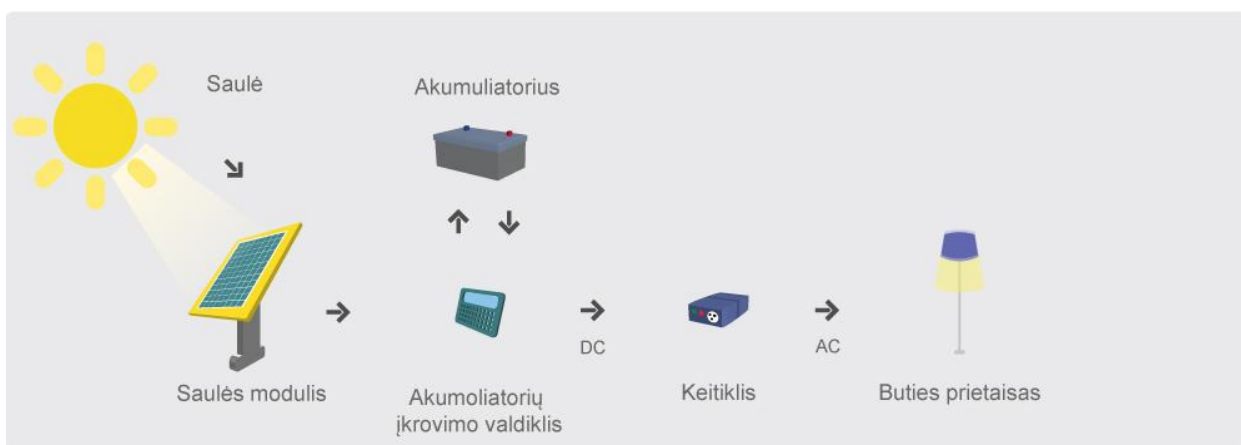 Saulė
Akumuliatorius
DC
AC
Saulės modulis
Akumoliatorių
įkrovimo valdiklis
Keitiklis
Buties prietaisas